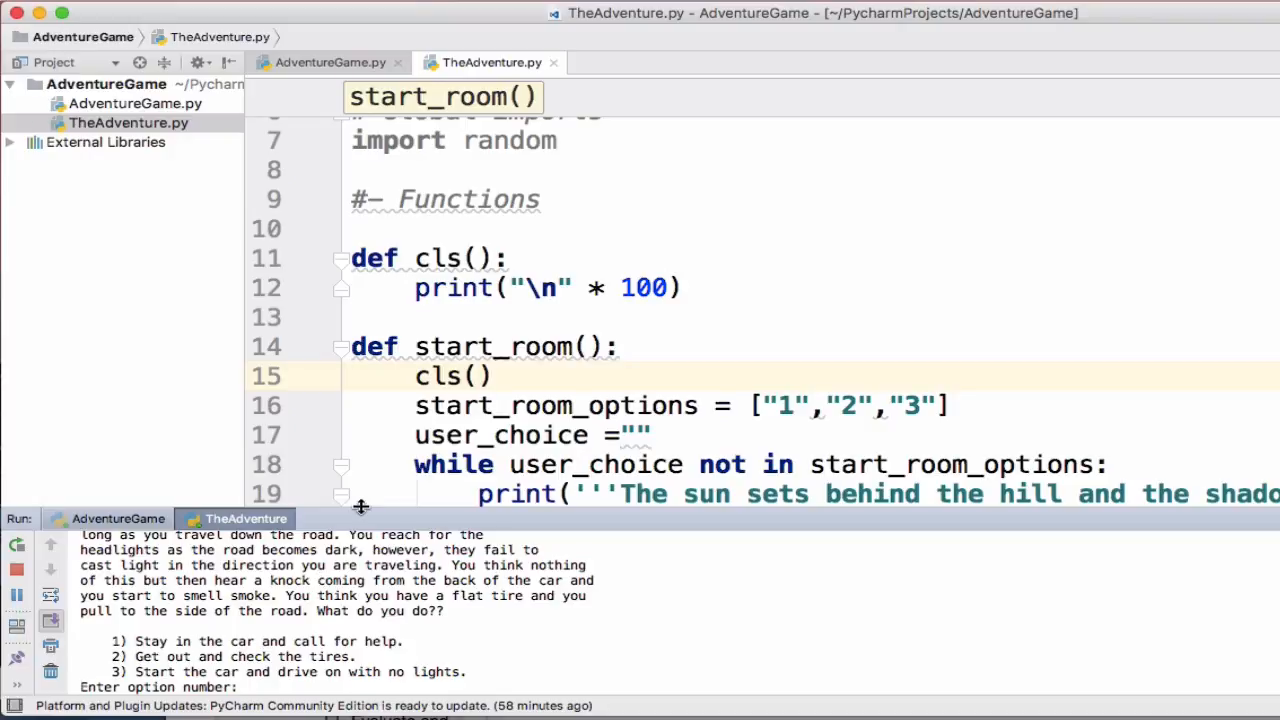 TheAdventure.py - AdventureGame - [~/PycharmProjects/AdventureGame]
AdventureGame
TheAdventure.py
Project
AdventureGame.py
TheAdventure.py
AdventureGame ~/Pycharm
AdventureGame.py
TheAdventure.py
External Libraries
start_room()
6 # Global Imports
7 import random
8
9 #- Functions
10
11 def cls():
12 print("\n" * 100)
13
14 def start_room():
15 cls()
16 start_room_options = ["1","2","3"]
17 user_choice =""
18 while user_choice not in start_room_options:
19 print('''The sun sets behind the hill and the shado
Run: AdventureGame TheAdventure
long as you travel down the road. You reach for the
headlights as the road becomes dark, however, they fail to
cast light in the direction you are traveling. You think nothing
of this but then hear a knock coming from the back of the car and
you start to smell smoke. You think you have a flat tire and you
pull to the side of the road. What do you do??
1) Stay in the car and call for help.
2) Get out and check the tires.
3) Start the car and drive on with no lights.
Enter option number:
Platform and Plugin Updates: PyCharm Community Edition is ready to update. (58 minutes ago)